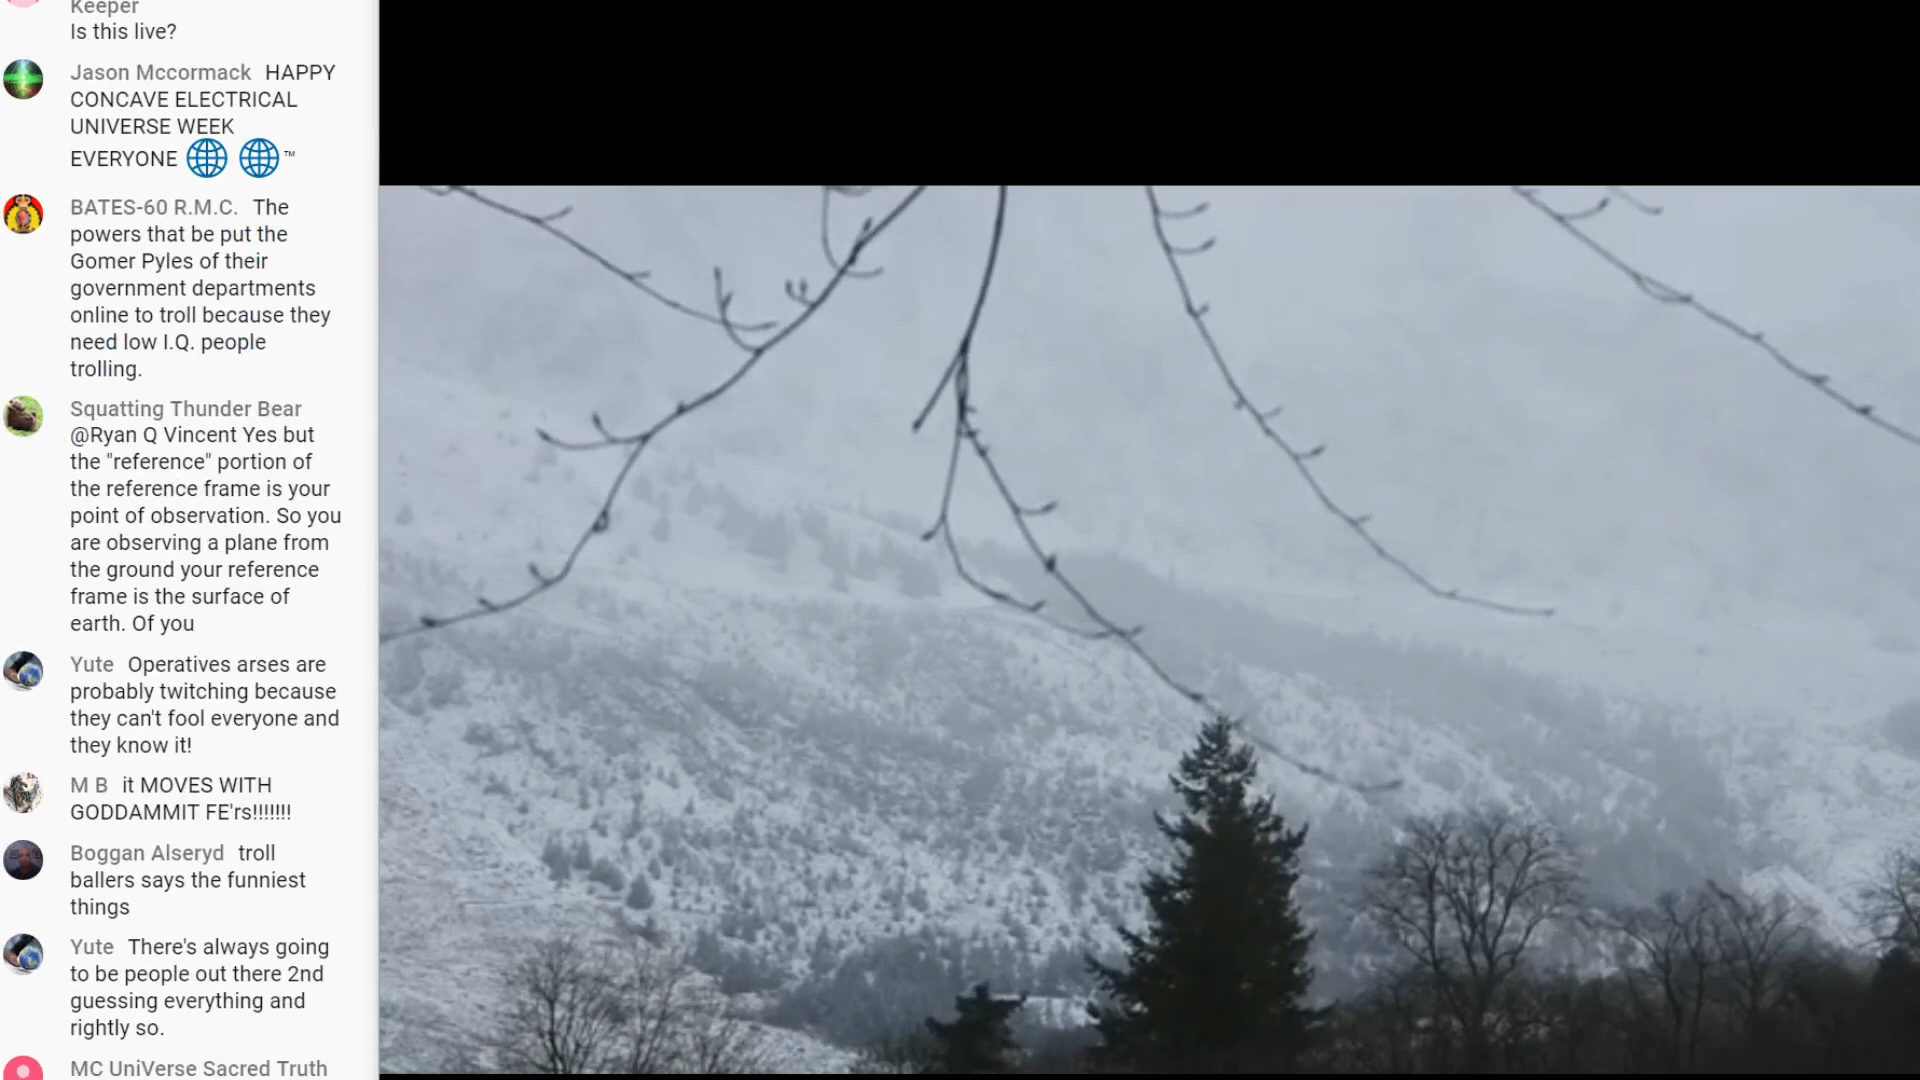 Keeper
Is this live?
Jason Mccormack HAPPY
CONCAVE ELECTRICAL
UNIVERSE WEEK
EVERYONE 🌐 🌐 ™
BATES-60 R.M.C. The
powers that be put the
Gomer Pyles of their
government departments
online to troll because they
need low I.Q. people
trolling.
Squatting Thunder Bear
@Ryan Q Vincent Yes but
the "reference" portion of
the reference frame is your
point of observation. So you
are observing a plane from
the ground your reference
frame is the surface of
earth. Of you
Yute Operatives arses are
probably twitching because
they can't fool everyone and
they know it!
M B it MOVES WITH
GODDAMMIT FE'rs!!!!!!!
Boggan Alseryd troll
ballers says the funniest
things
Yute There's always going
to be people out there 2nd
guessing everything and
rightly so.
MC UniVerse Sacred Truth